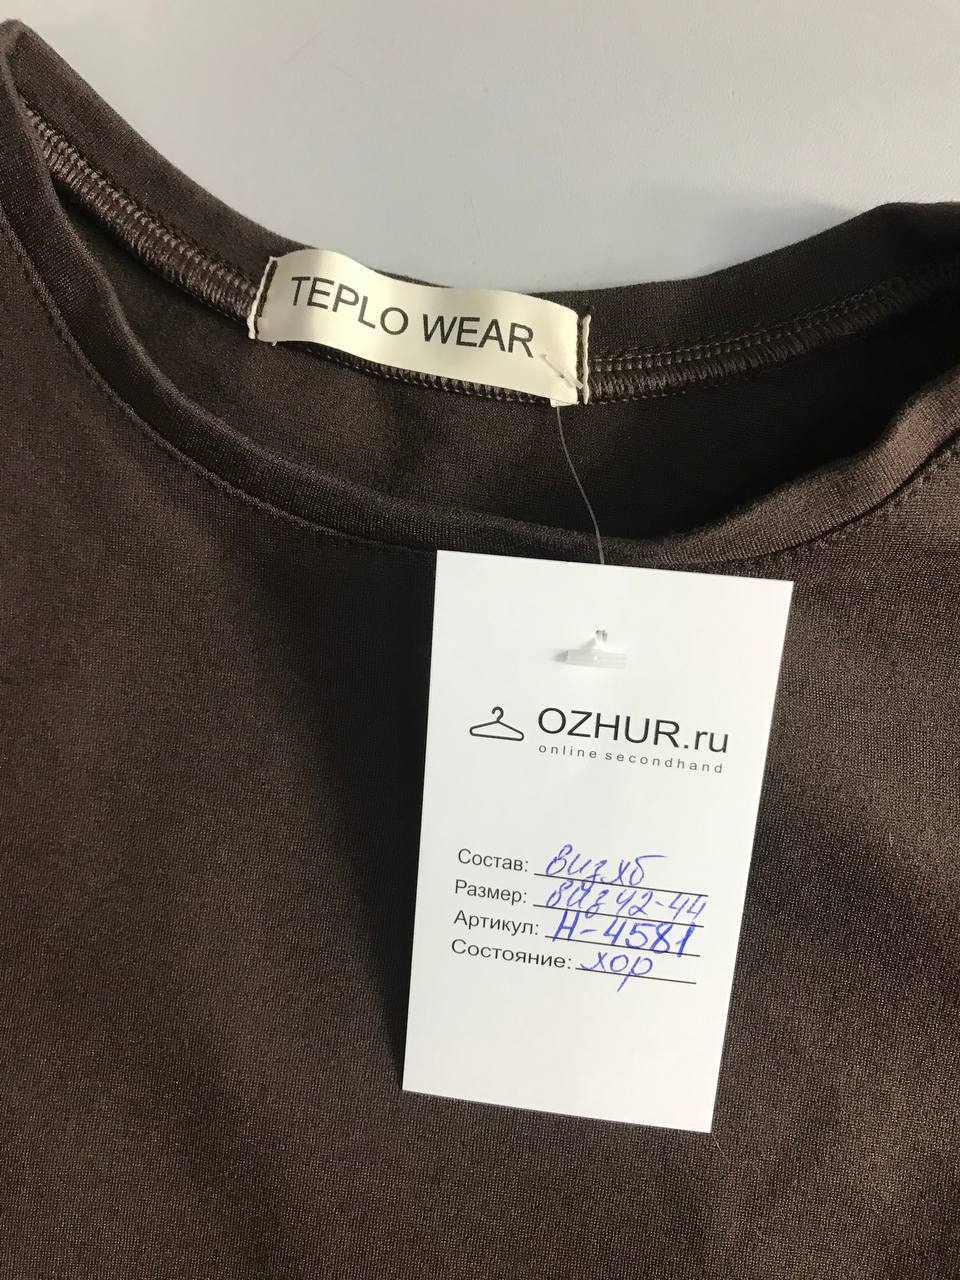 TEPLO WEAR
OZHUR.ru
online secondhand
Состав: виз хб
Размер: виз 42-44
Артикул: Н-4581
Состояние: хор